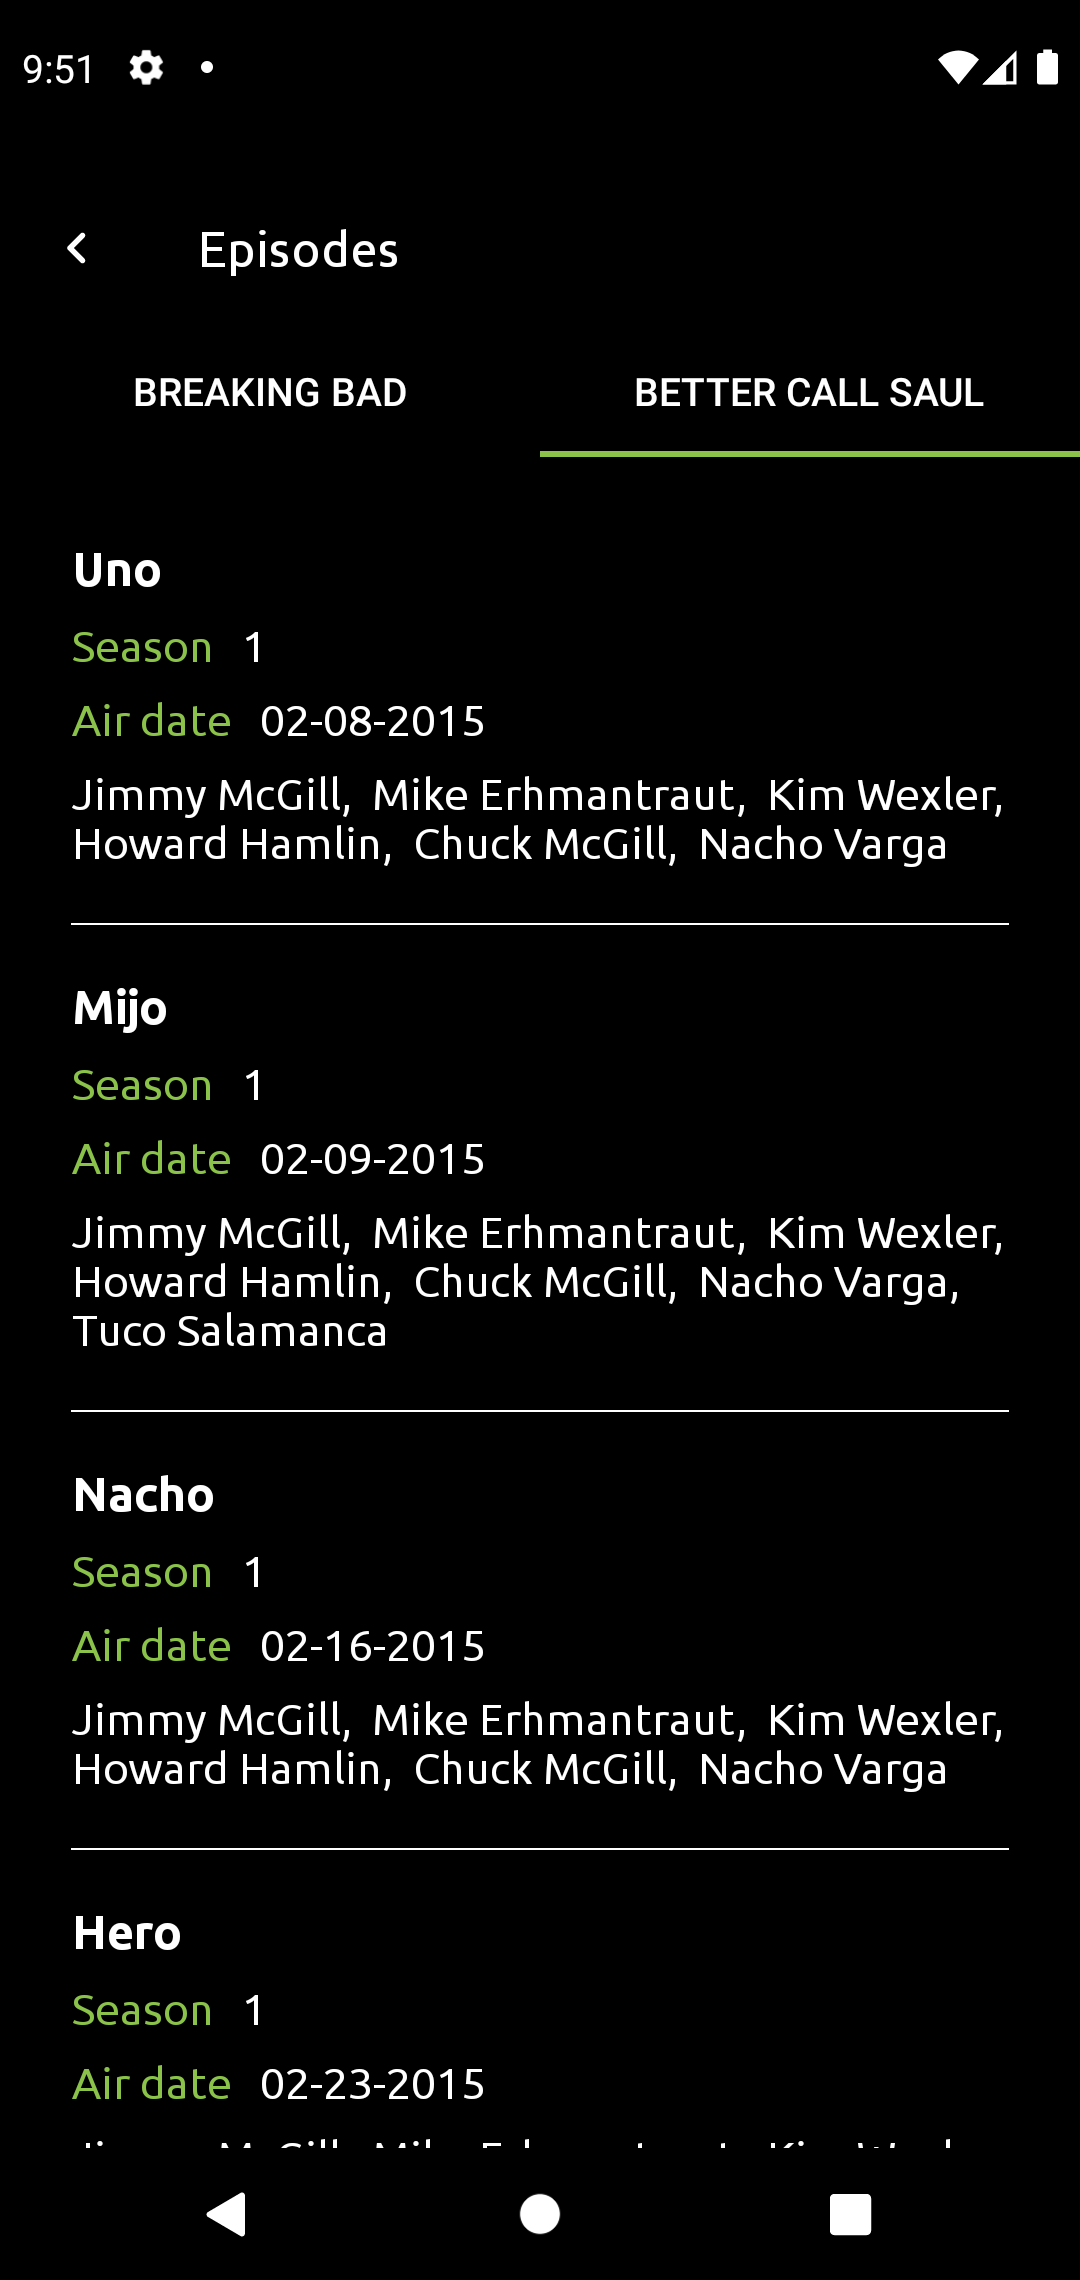 9:51
Episodes
BREAKING BAD
BETTER CALL SAUL
Uno
Season 1
Air date 02-08-2015
Jimmy McGill, Mike Erhmantraut, Kim Wexler,
Howard Hamlin, Chuck McGill, Nacho Varga
Mijo
Season 1
Air date 02-09-2015
Jimmy McGill, Mike Erhmantraut, Kim Wexler,
Howard Hamlin, Chuck McGill, Nacho Varga,
Tuco Salamanca
Nacho
Season 1
Air date 02-16-2015
Jimmy McGill, Mike Erhmantraut, Kim Wexler,
Howard Hamlin, Chuck McGill, Nacho Varga
Hero
Season 1
Air date 02-23-2015